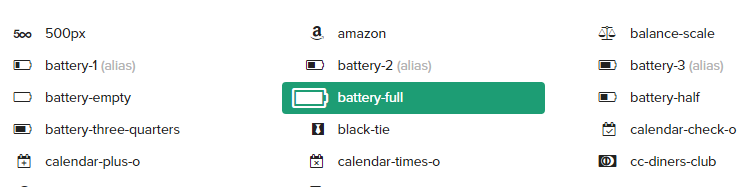 500px amazon balance-scale
battery-1 (alias) battery-2 (alias) battery-3 (alias)
battery-empty battery-full battery-half
battery-three-quarters black-tie calendar-check-o
calendar-plus-o calendar-times-o cc-diners-club